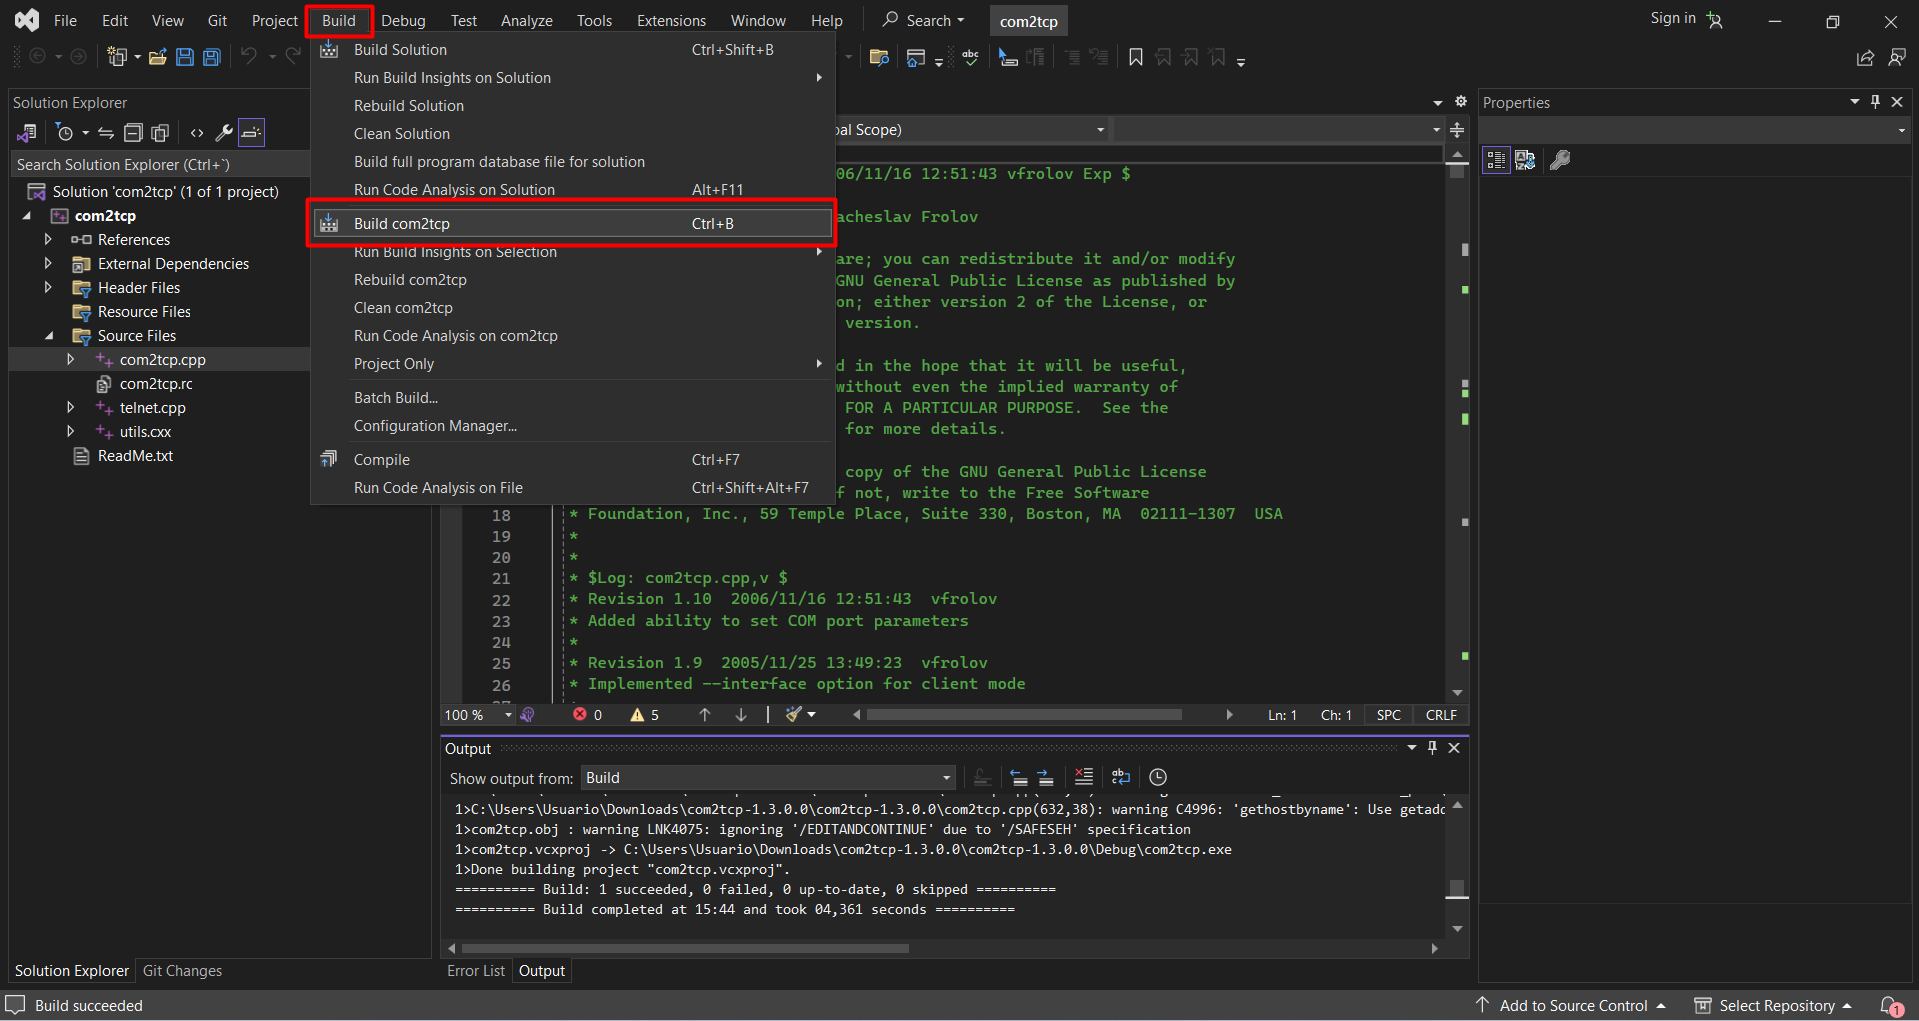 File Edit View Git Project Build Debug Test Analyze Tools Extensions Window Help Search com2tcp Sign in
Solution Explorer
Search Solution Explorer (Ctrl+`)
Solution 'com2tcp' (1 of 1 project)
com2tcp
References
External Dependencies
Header Files
Resource Files
Source Files
com2tcp.cpp
com2tcp.rc
telnet.cpp
utils.cxx
ReadMe.txt
Solution Explorer Git Changes
Build Solution Ctrl+Shift+B
Run Build Insights on Solution
Rebuild Solution
Clean Solution
Build full program database file for solution
Run Code Analysis on Solution Alt+F11
Build com2tcp Ctrl+B
Run Build Insights on Selection
Rebuild com2tcp
Clean com2tcp
Run Code Analysis on com2tcp
Project Only
Batch Build...
Configuration Manager...
Compile Ctrl+F7
Run Code Analysis on File Ctrl+Shift+Alt+F7
abc
al Scope)
06/11/16 12:51:43 vfrolov Exp $
acheslav Frolov
are; you can redistribute it and/or modify
GNU General Public License as published by
on; either version 2 of the License, or
version.
d in the hope that it will be useful,
without even the implied warranty of
FOR A PARTICULAR PURPOSE. See the
for more details.
copy of the GNU General Public License
f not, write to the Free Software
18 * Foundation, Inc., 59 Temple Place, Suite 330, Boston, MA 02111-1307 USA
19 *
20 *
21 * $Log: com2tcp.cpp,v $
22 * Revision 1.10 2006/11/16 12:51:43 vfrolov
23 * Added ability to set COM port parameters
24 *
25 * Revision 1.9 2005/11/25 13:49:23 vfrolov
26 * Implemented --interface option for client mode
100 % 0 5 Ln: 1 Ch: 1 SPC CRLF
Output
Show output from: Build
1>C:\Users\Usuario\Downloads\com2tcp-1.3.0.0\com2tcp-1.3.0.0\com2tcp.cpp(632,38): warning C4996: 'gethostbyname': Use getadd
1>com2tcp.obj : warning LNK4075: ignoring '/EDITANDCONTINUE' due to '/SAFESEH' specification
1>com2tcp.vcxproj -> C:\Users\Usuario\Downloads\com2tcp-1.3.0.0\com2tcp-1.3.0.0\Debug\com2tcp.exe
1>Done building project "com2tcp.vcxproj".
========== Build: 1 succeeded, 0 failed, 0 up-to-date, 0 skipped ==========
========== Build completed at 15:44 and took 04,361 seconds ==========
Error List Output
Properties
Build succeeded
Add to Source Control Select Repository 1